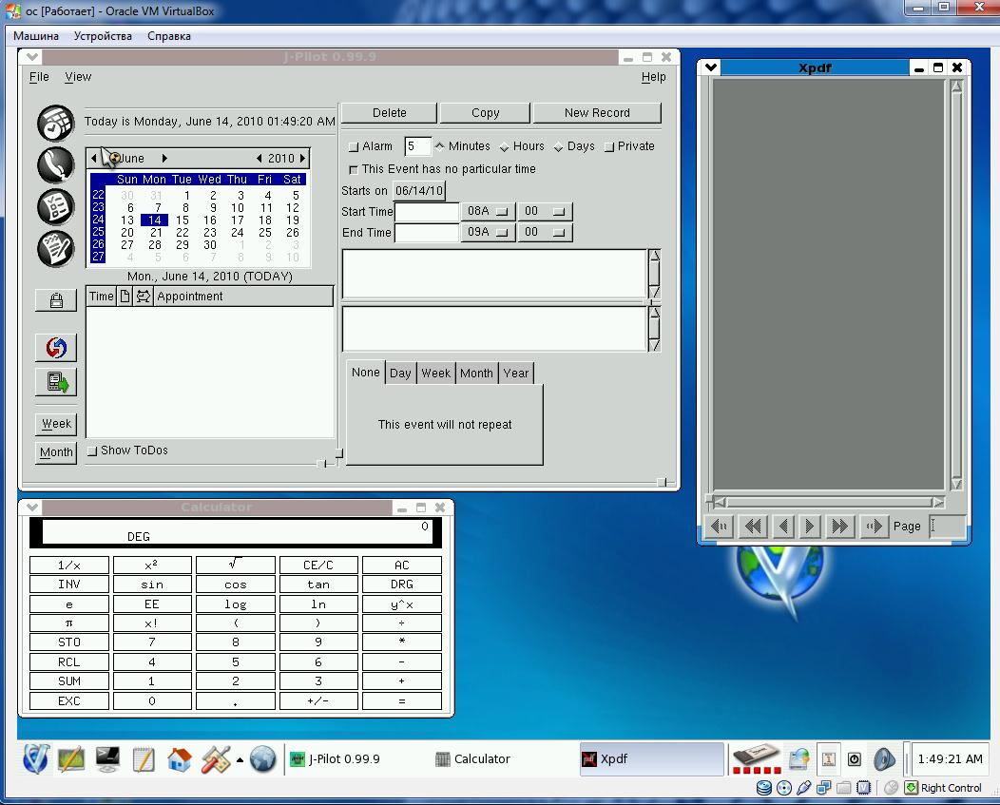 ос [Работает] - Oracle VM VirtualBox
Машина Устройства Справка
J-Pilot 0.99.9
File View Help
Today is Monday, June 14, 2010 01:49:20 AM
June 2010
Sun Mon Tue Wed Thu Fri Sat
22 30 31 1 2 3 4 5
23 6 7 8 9 10 11 12
24 13 14 15 16 17 18 19
25 20 21 22 23 24 25 26
26 27 28 29 30 1 2 3
27 4 5 6 7 8 9 10
Mon., June 14, 2010 (TODAY)
Time Appointment
Week
Month
Show ToDos
Delete Copy New Record
Alarm 5 Minutes Hours Days Private
This Event has no particular time
Starts on 06/14/10
Start Time 08A 00
End Time 09A 00
None Day Week Month Year
This event will not repeat
Xpdf
Page
Calculator
0
DEG
1/x x² √ CE/C AC
INV sin cos tan DRG
e EE log ln y^x
π x! ( ) ÷
STO 7 8 9 *
RCL 4 5 6 -
SUM 1 2 3 +
EXC 0 . +/- =
J-Pilot 0.99.9 Calculator Xpdf 1 1:49:21 AM
Right Control